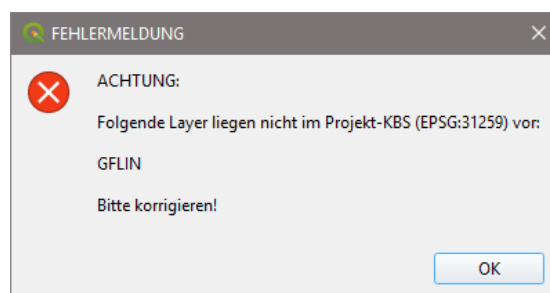 FEHLERMELDUNG
ACHTUNG:
Folgende Layer liegen nicht im Projekt-KBS (EPSG:31259) vor:
GFLIN
Bitte korrigieren!
OK